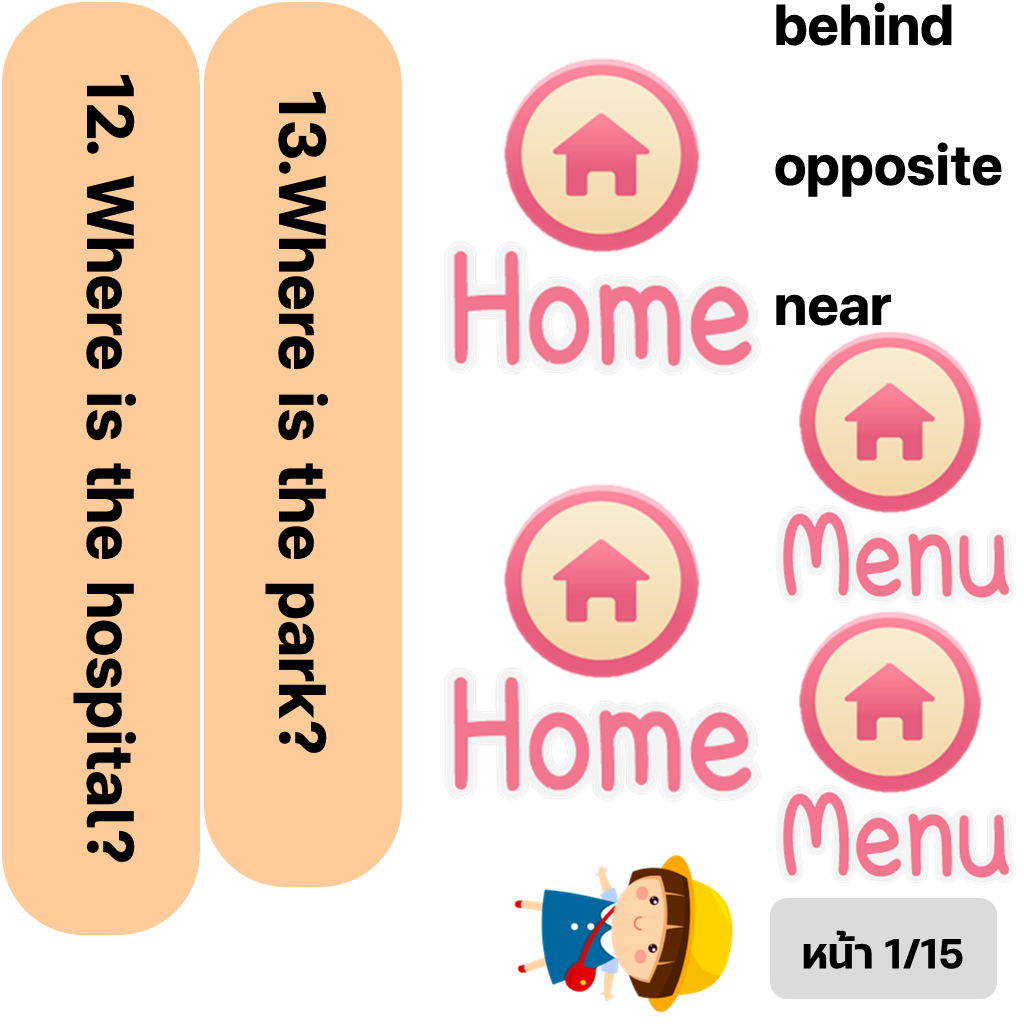 12. Where is the hospital?
13.Where is the park?
Home
Home
behind
opposite
near
Menu
Menu
หน้า 1/15